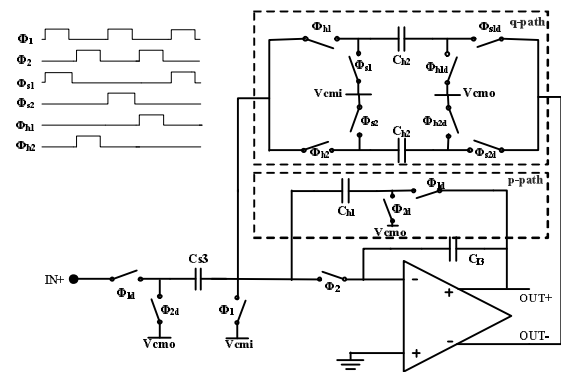 Φ1
Φ2
Φs1
Φs2
Φh1
Φh2
q-path
Φh1
Ch2
Φs1d
Φs1
Φh1d
Vcmi
Vcmo
Φs2
Φh2d
Φh2
Ch2
Φs2d
p-path
Ch1
Φ2d
Φ1d
Vcmo
IN+
Φ1d
Φ2d
Vcmo
Cs3
Φ1
Vcmi
Φ2
CI3
-
+
+
-
OUT+
OUT-